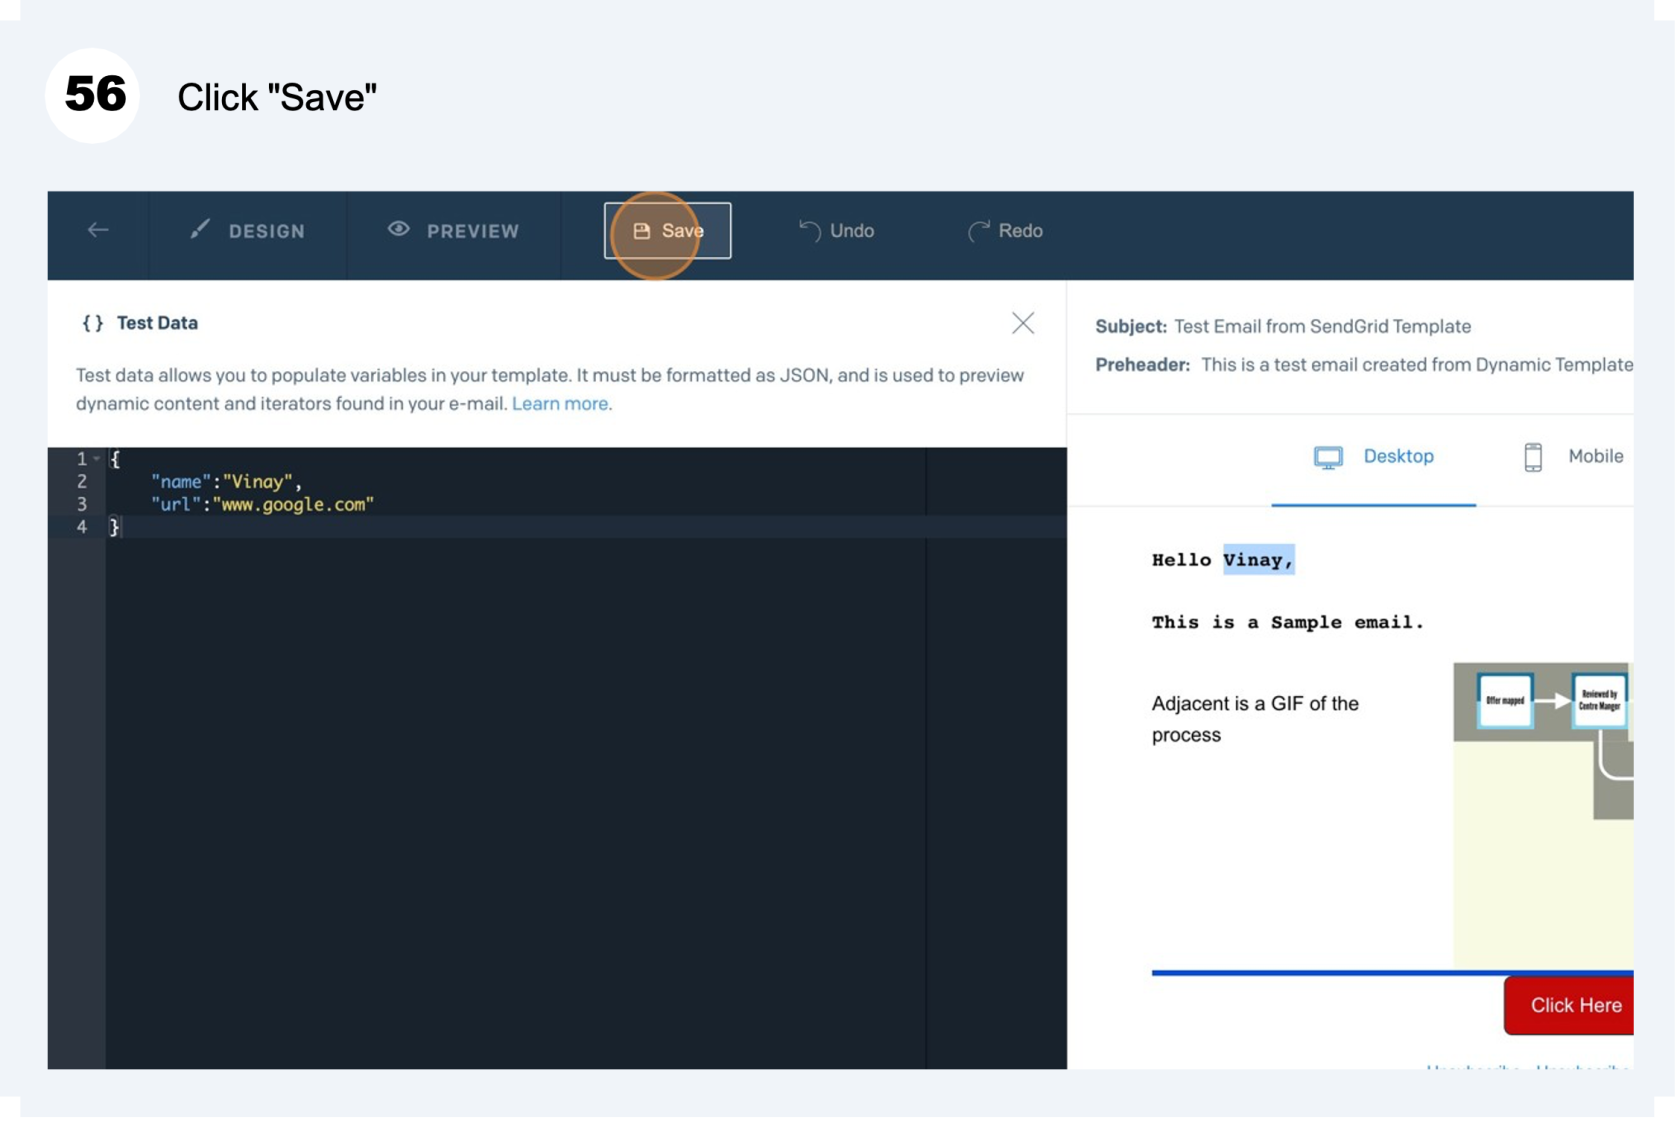 56 Click "Save"
DESIGN PREVIEW Save Undo Redo
{} Test Data
Test data allows you to populate variables in your template. It must be formatted as JSON, and is used to preview
dynamic content and iterators found in your e-mail. Learn more.
1 {
2 "name":"Vinay",
3 "url":"www.google.com"
4 }
Subject: Test Email from SendGrid Template
Preheader: This is a test email created from Dynamic Template
Desktop Mobile
Hello Vinay,
This is a Sample email.
Adjacent is a GIF of the
process
Offer mapped
Reviewed by
Centre Manger
Click Here